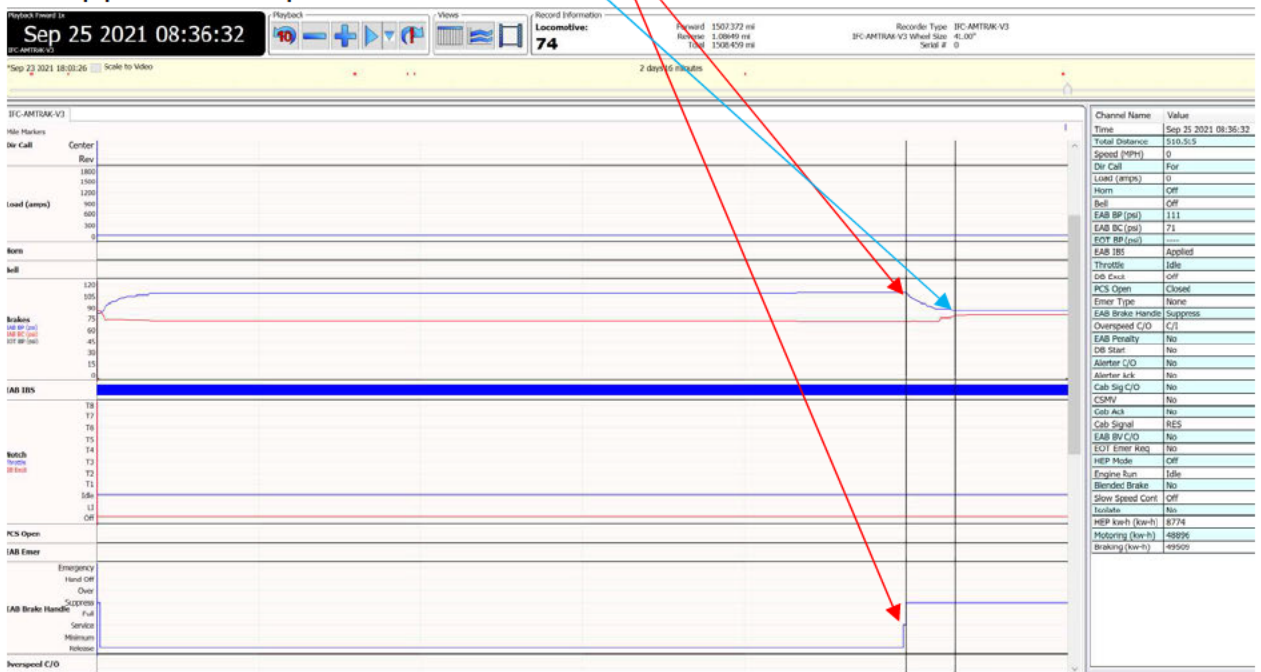 Playback Foward 1x
Sep 25 2021 08:36:32
IFC-AMTRAK-V3
Playback
10
Views
Record Information
Locomotive:
74
Forward 1507372 mi
Reverse 1.08649 mi
Total 1508459 mi
Recorder Type IFC-AMTRAK-V3
IFC-AMTRAK-V3 Wheel Size 41.00"
Serial # 0
*Sep 23 2021 18:03:26 Scale to Video
2 days 16 minutes
IFC-AMTRAK-V3
Mile Markers
Dir Call
Center
Rev
Load (amps)
1800
1500
1200
900
600
300
0
Horn
Bell
Brakes
EAB BP (psi)
EAB BC (psi)
EOT BP (psi)
120
105
90
75
60
45
30
15
0
EAB IBS
Notch
Throttle
DB Excit
T8
T7
T6
T5
T4
T3
T2
T1
Idle
LI
Off
PCS Open
EAB Emer
EAB Brake Handle
Emergency
Hand Off
Over
Suppress
Full
Service
Minimum
Release
Overspeed C/O
Channel Name Value
Time Sep 25 2021 08:36:32
Total Distance 510.515
Speed (MPH) 0
Dir Call For
Load (amps) 0
Horn Off
Bell Off
EAB BP (psi) 111
EAB BC (psi) 71
EOT BP (psi) ----
EAB IBS Applied
Throttle Idle
DB Excit Off
PCS Open Closed
Emer Type None
EAB Brake Handle Suppress
Overspeed C/O C/I
EAB Penalty No
DB Start No
Alerter C/O No
Alerter Ack No
Cab Sig C/O No
CSMV No
Cab Ack No
Cab Signal RES
EAB BV C/O No
EOT Emer Req No
HEP Mode Off
Engine Run Idle
Blended Brake No
Slow Speed Cont Off
Isolate No
HEP kw-h (kw-h) 8774
Motoring (kw-h) 48896
Braking (kw-h) 49505